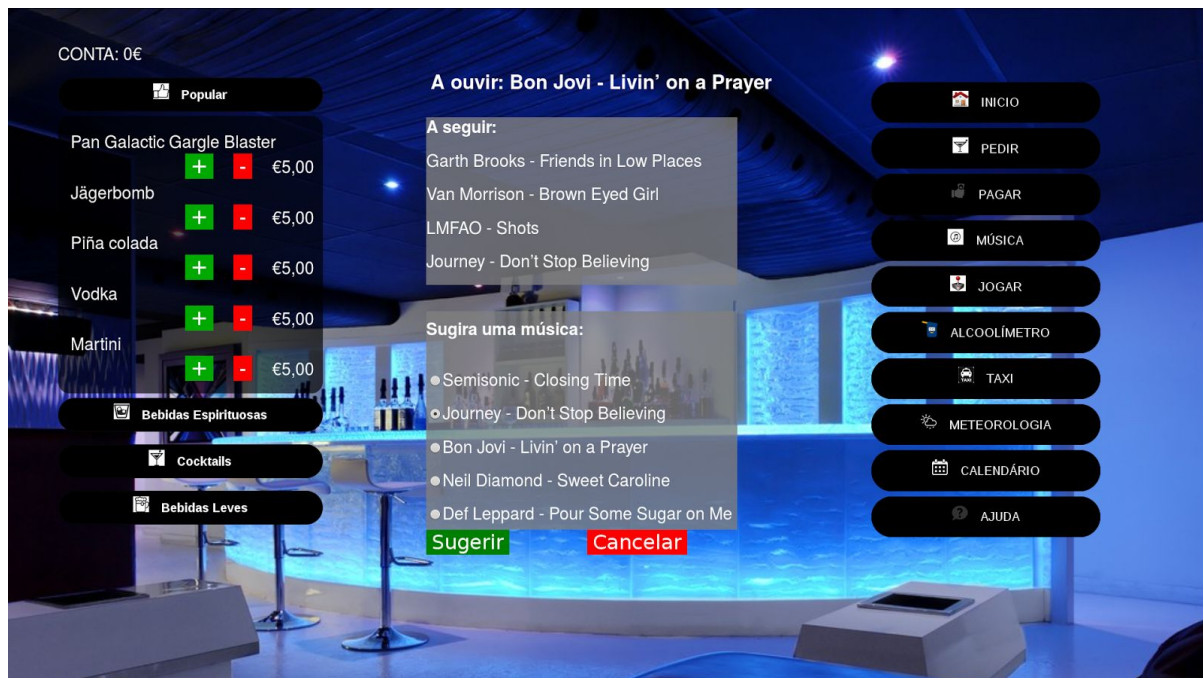 CONTA: 0€
Popular
Pan Galactic Gargle Blaster
+ - €5,00
Jägerbomb
+ - €5,00
Piña colada
+ - €5,00
Vodka
+ - €5,00
Martini
+ - €5,00
Bebidas Espirituosas
Cocktails
Bebidas Leves
A ouvir: Bon Jovi - Livin’ on a Prayer
A seguir:
Garth Brooks - Friends in Low Places
Van Morrison - Brown Eyed Girl
LMFAO - Shots
Journey - Don’t Stop Believing
Sugira uma música:
Semisonic - Closing Time
Journey - Don’t Stop Believing
Bon Jovi - Livin’ on a Prayer
Neil Diamond - Sweet Caroline
Def Leppard - Pour Some Sugar on Me
Sugerir Cancelar
INICIO
PEDIR
PAGAR
MÚSICA
JOGAR
ALCOOLÍMETRO
TAXI
METEOROLOGIA
CALENDÁRIO
AJUDA